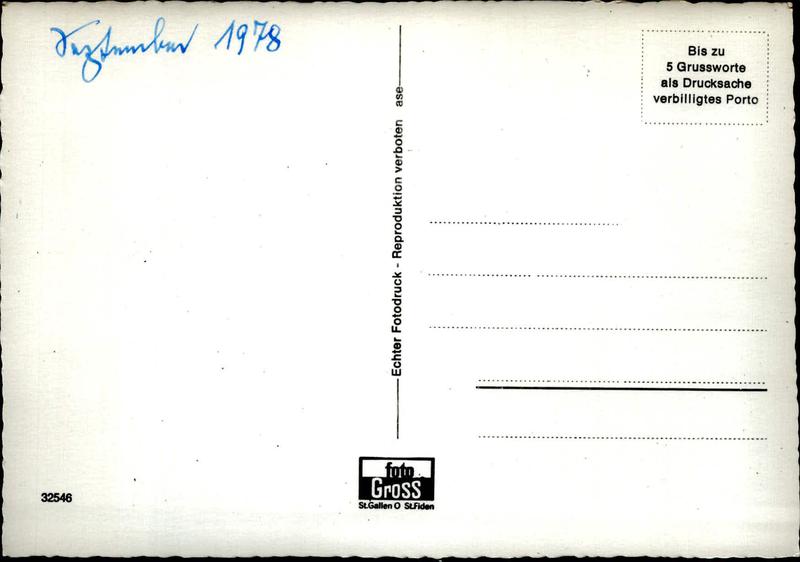 September 1978
Bis zu
5 Grussworte
als Drucksache
verbilligtes Porto
Echter Fotodruck - Reproduktion verboten ase
foto
Gross
St.Gallen O St.Fiden
32546